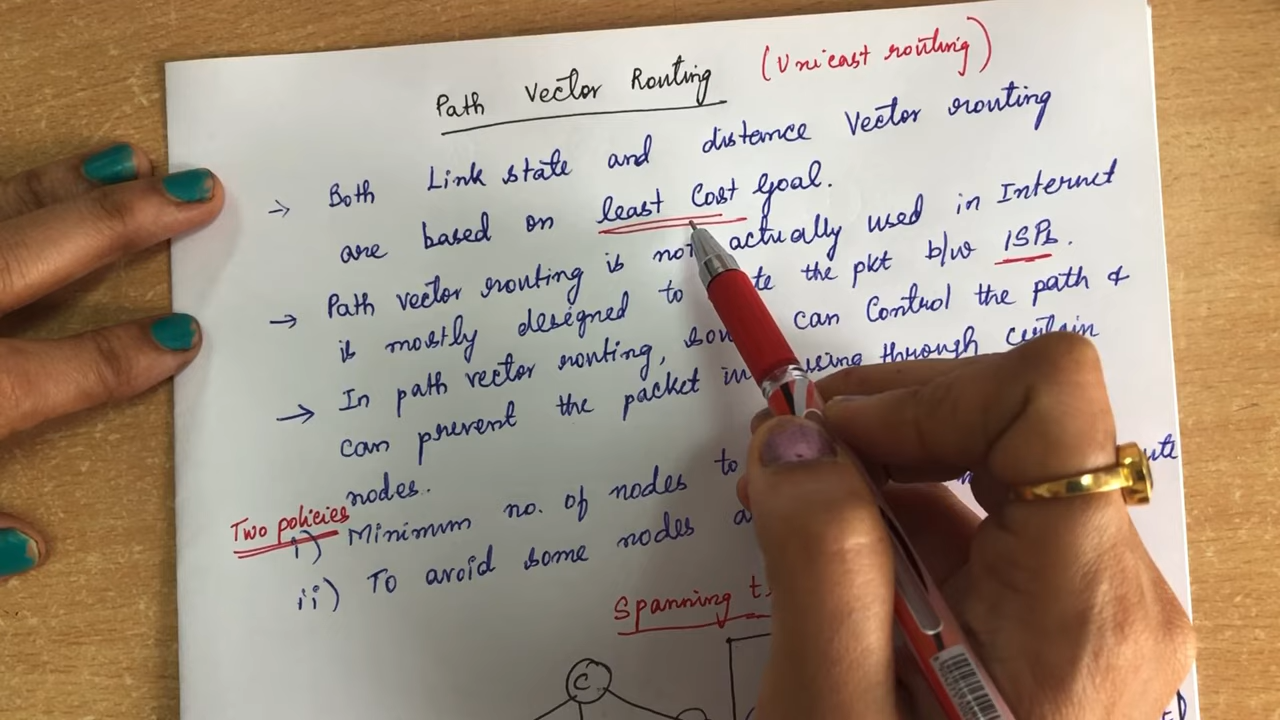 Path Vector Routing (Unicast routing)
→ Both Link state and distance Vector routing
are based on least Cost Goal.
→ Path vector routing is not actually used in Internet
is mostly designed to the pkt b/w ISPs.
→ In path vector routing, can Control the path &
can prevent the packet in through certain
nodes.
Two policies
i) Minimum no. of nodes to
ii) To avoid some nodes
Spanning
C